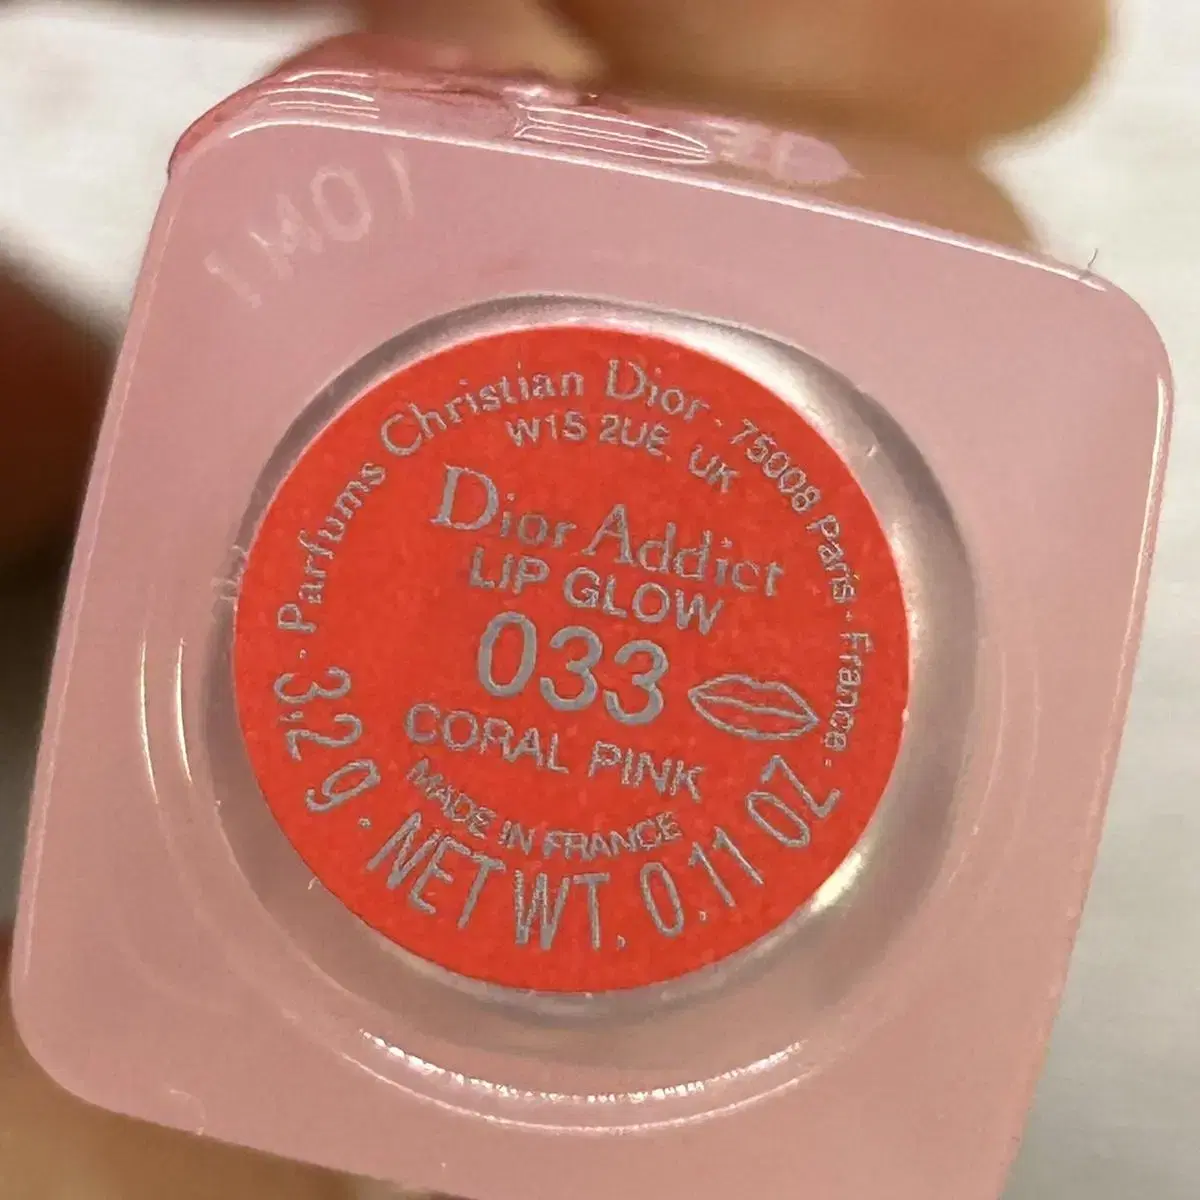 1M01
Parfums Christian Dior · 75008 Paris · France ·
W1S 2UE. UK
Dior Addict
LIP GLOW
033
CORAL PINK
MADE IN FRANCE
3.2 g · NET WT. 0.11 OZ ·